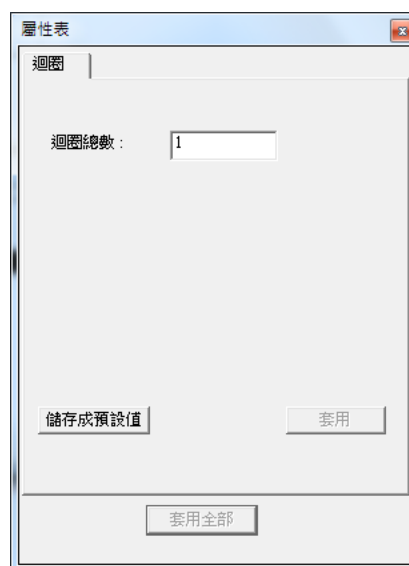 屬性表
迴圈
迴圈總數：
1
儲存成預設值
套用
套用全部